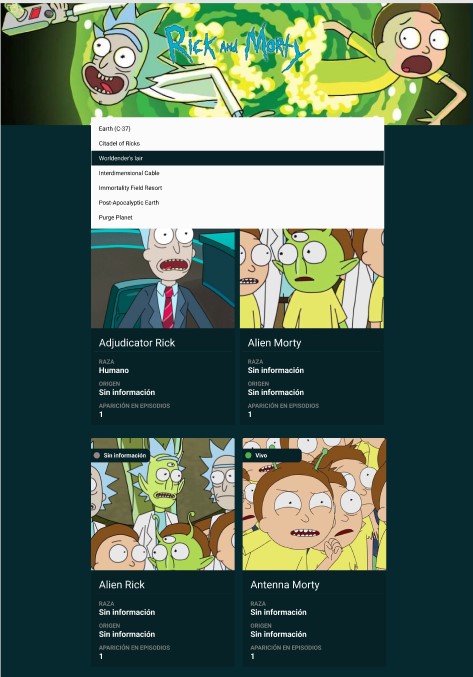 Rick and Morty
Earth (C-37)
Citadel of Ricks
Worldender's lair
Interdimensional Cable
Immortality Field Resort
Post-Apocalyptic Earth
Purge Planet
Adjudicator Rick
RAZA
Humano
ORIGEN
Sin información
APARICIÓN EN EPISODIOS
1
Alien Morty
RAZA
Sin información
ORIGEN
Sin información
APARICIÓN EN EPISODIOS
1
Sin información
Alien Rick
RAZA
Sin información
ORIGEN
Sin información
APARICIÓN EN EPISODIOS
1
Vivo
Antenna Morty
RAZA
Sin información
ORIGEN
Sin información
APARICIÓN EN EPISODIOS
1